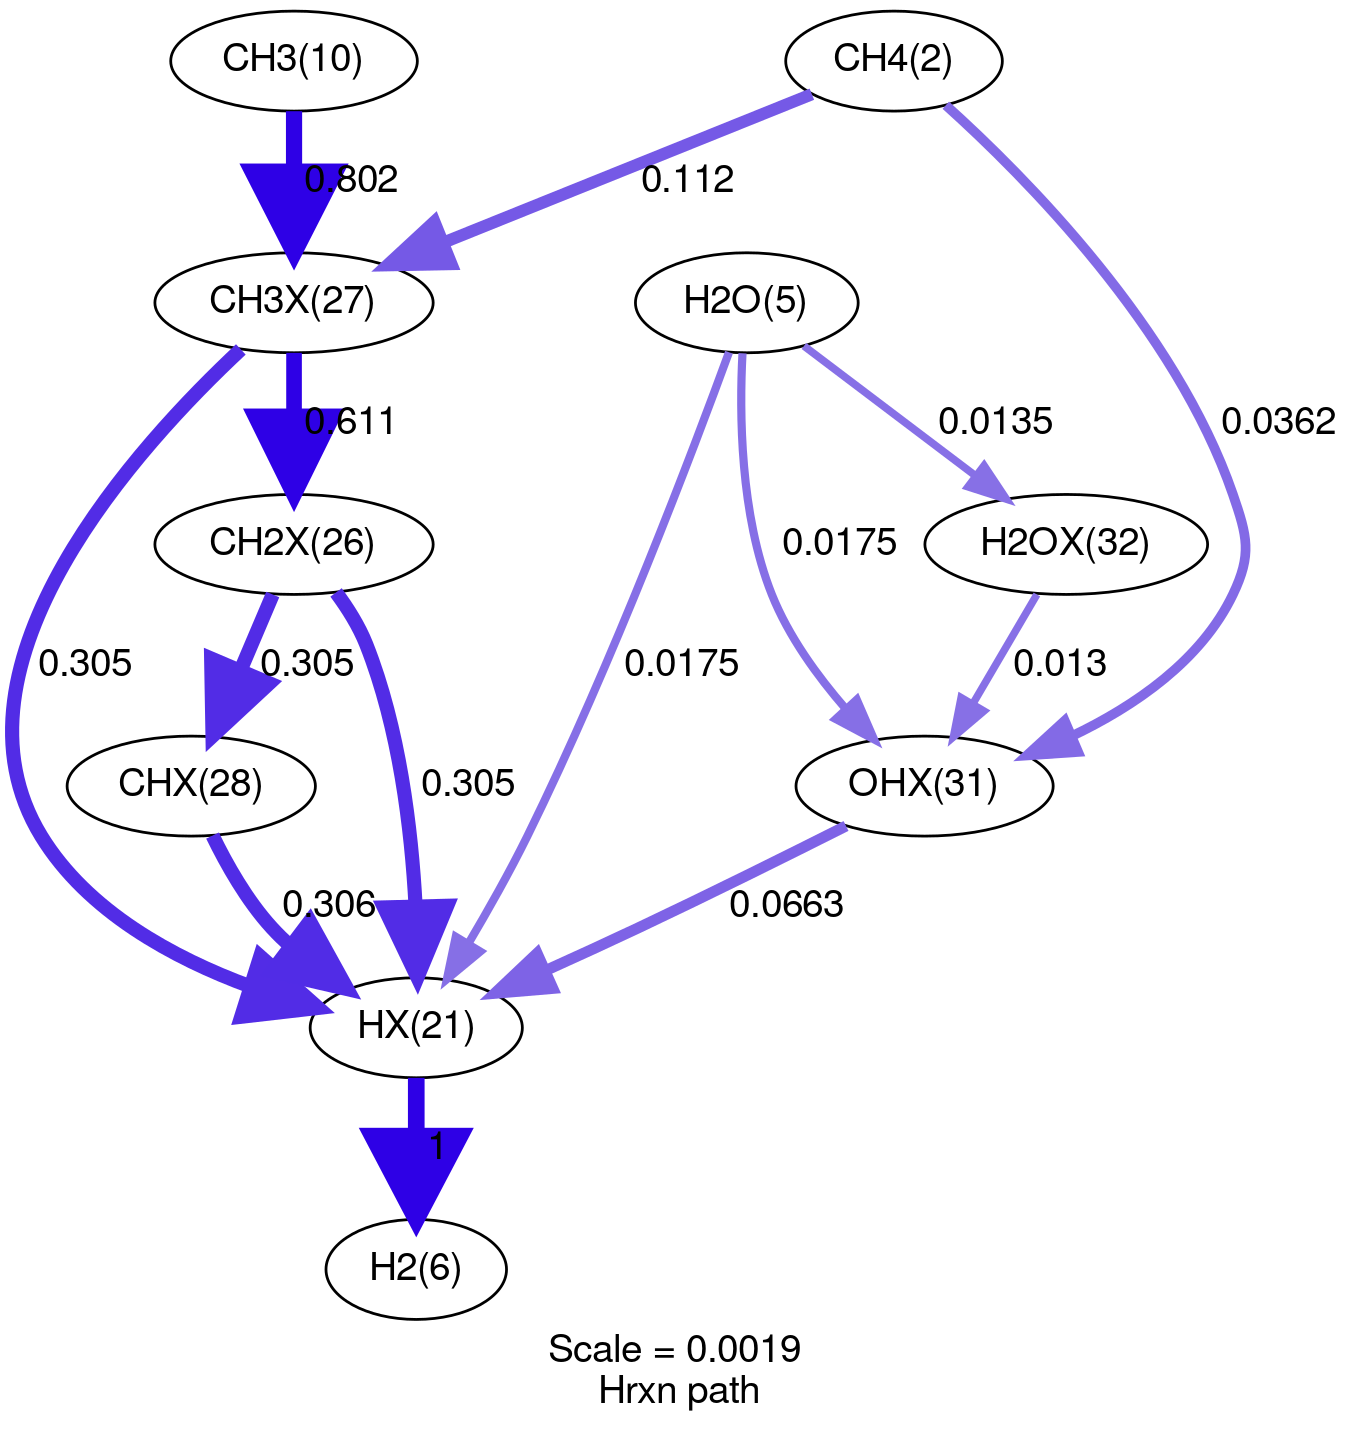 CH3(10)
CH4(2)
0.802
0.112
CH3X(27)
H2O(5)
0.611
0.0135
0.0362
CH2X(26)
0.0175
H2OX(32)
0.305
0.305
0.0175
0.013
CHX(28)
0.305
OHX(31)
0.306
0.0663
HX(21)
1
H2(6)
Scale = 0.0019
Hrxn path